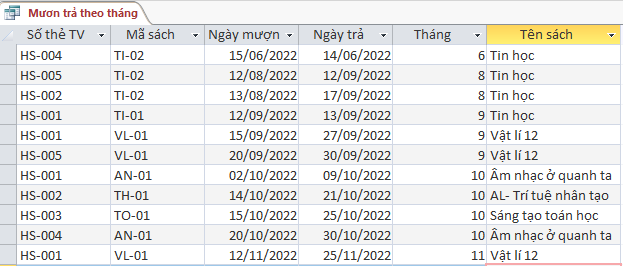 Mươn trả theo tháng
Số thẻ TV Mã sách Ngày mượn Ngày trả Tháng Tên sách
HS-004 TI-02 15/06/2022 14/06/2022 6 Tin học
HS-005 TI-02 12/08/2022 12/09/2022 8 Tin học
HS-002 TI-02 13/08/2022 17/09/2022 8 Tin học
HS-001 TI-01 12/09/2022 13/09/2022 9 Tin học
HS-001 VL-01 15/09/2022 27/09/2022 9 Vật lí 12
HS-005 VL-01 20/09/2022 30/09/2022 9 Vật lí 12
HS-001 AN-01 02/10/2022 09/10/2022 10 Âm nhạc ở quanh ta
HS-002 TH-01 14/10/2022 21/10/2022 10 AL- Trí tuệ nhân tạo
HS-003 TO-01 15/10/2022 25/10/2022 10 Sáng tạo toán học
HS-004 AN-01 20/10/2022 30/10/2022 10 Âm nhạc ở quanh ta
HS-001 VL-01 12/11/2022 25/11/2022 11 Vật lí 12